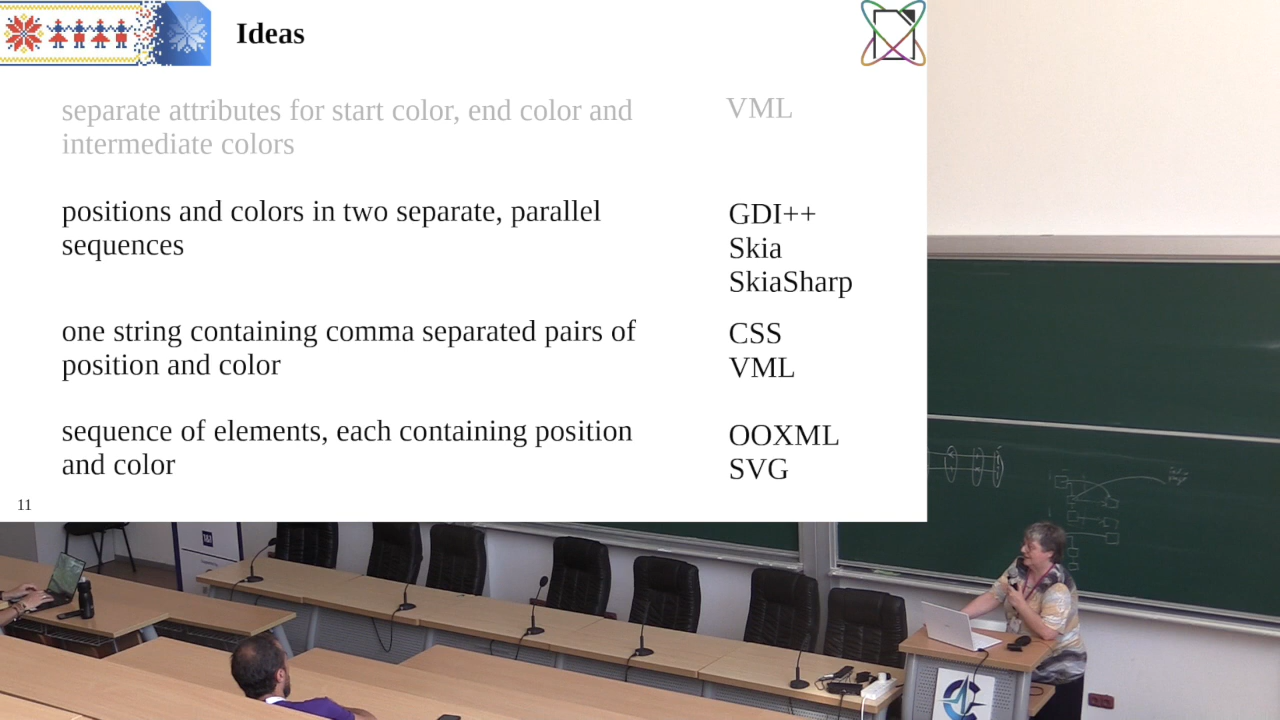 Ideas
separate attributes for start color, end color and
intermediate colors
VML
positions and colors in two separate, parallel
sequences
GDI++
Skia
SkiaSharp
one string containing comma separated pairs of
position and color
CSS
VML
sequence of elements, each containing position
and color
OOXML
SVG
11